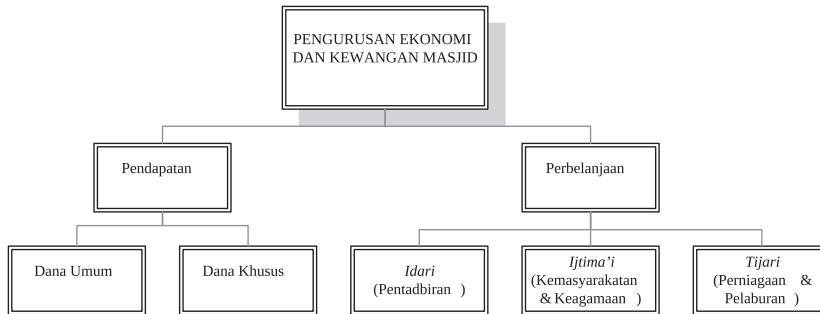 PENGURUSAN EKONOMI
DAN KEWANGAN MASJID
Pendapatan
Perbelanjaan
Dana Umum
Dana Khusus
Idari
(Pentadbiran )
Ijtima’i
(Kemasyarakatan
& Keagamaan )
Tijari
(Perniagaan &
Pelaburan )